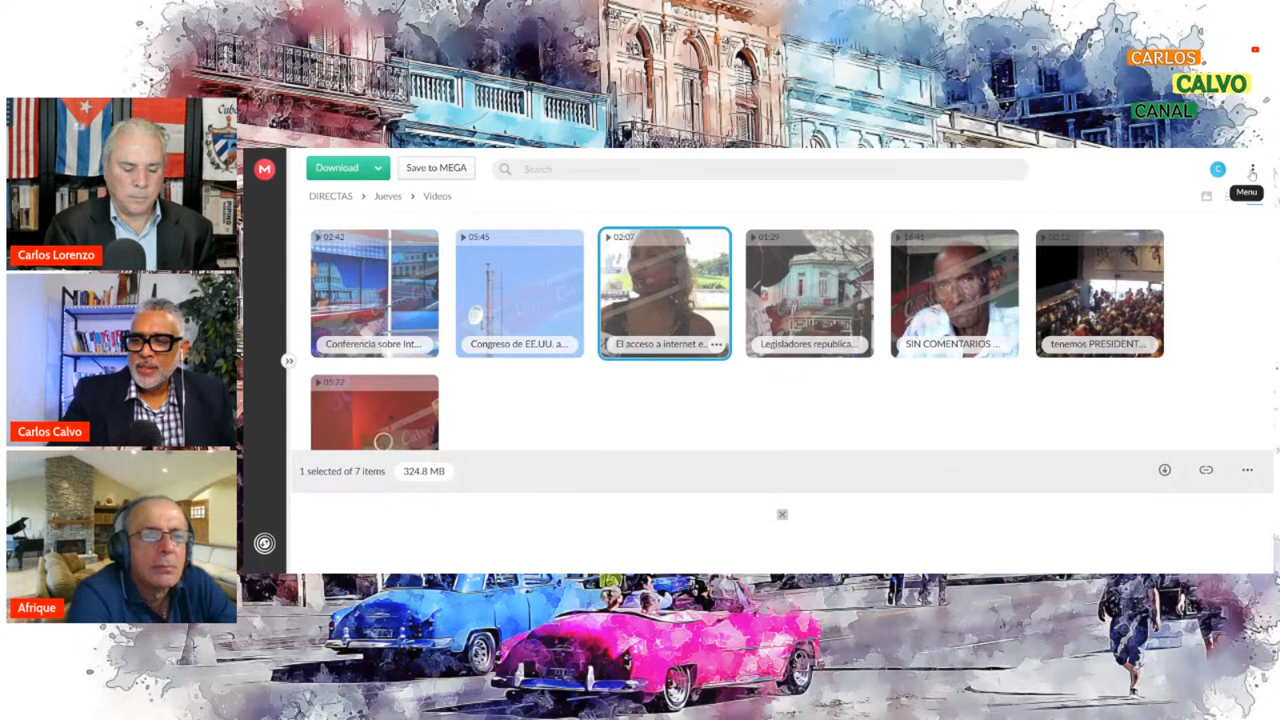 CARLOS
CALVO
CANAL
Carlos Lorenzo
Carlos Calvo
Afrique
M
Download
Save to MEGA
Search
C
Menu
DIRECTAS > Jueves > Videos
02:42
Conferencia sobre Int...
05:45
Congreso de EE.UU. a...
02:07
El acceso a internet e...
01:29
Legisladores republica...
16:41
SIN COMENTARIOS ...
00:12
tenemos PRESIDENT...
05:22
1 selected of 7 items
324.8 MB